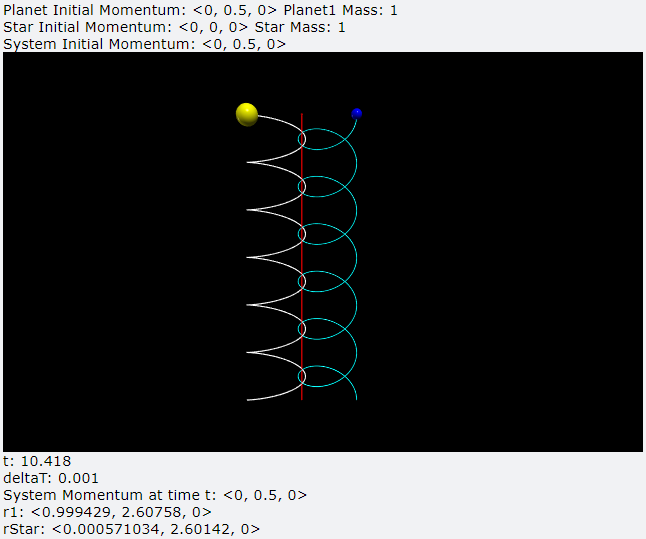 Planet Initial Momentum: <0, 0.5, 0> Planet1 Mass: 1
Star Initial Momentum: <0, 0, 0> Star Mass: 1
System Initial Momentum: <0, 0.5, 0>
t: 10.418
deltaT: 0.001
System Momentum at time t: <0, 0.5, 0>
r1: <0.999429, 2.60758, 0>
rStar: <0.000571034, 2.60142, 0>